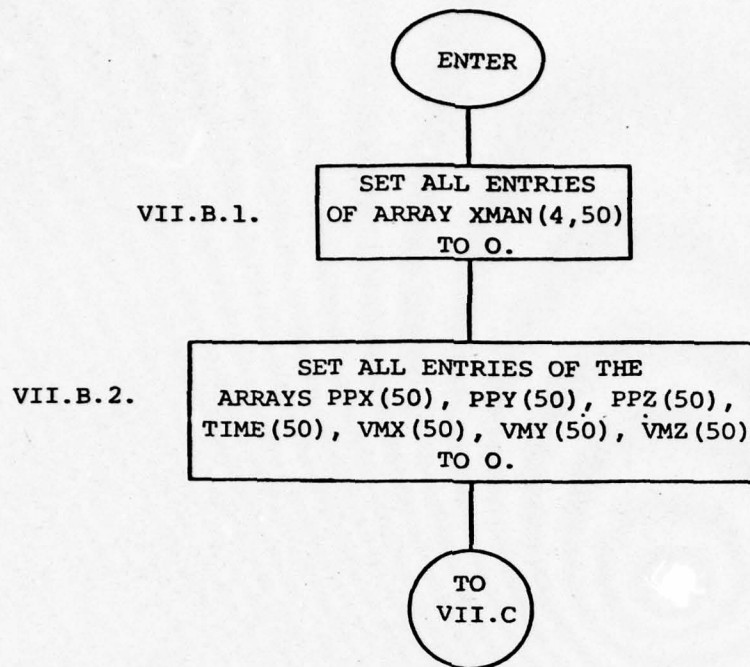 ENTER
VII.B.1.
SET ALL ENTRIES
OF ARRAY XMAN(4,50)
TO O.
VII.B.2.
SET ALL ENTRIES OF THE
ARRAYS PPX(50), PPY(50), PPZ(50),
TIME(50), VMX(50), VMY(50), VMZ(50)
TO O.
TO
VII.C